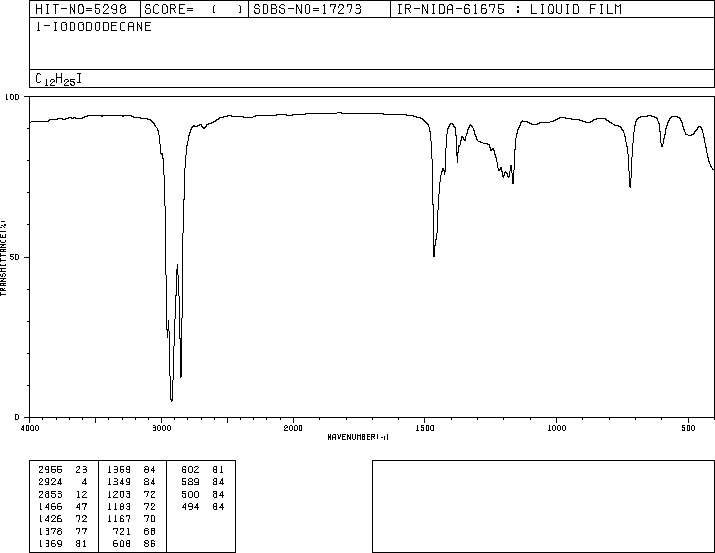 HIT-NO=5298 SCORE= ( ) SDBS-NO=17273 IR-NIDA-61675 : LIQUID FILM
1-IODODODECANE
C12H25I
100
TRANSMITTANCE(%)
50
0
4000 3000 2000 1500 1000 500
WAVENUMBER(-1)
2956 23 1359 84 602 81
2924 4 1349 84 589 84
2853 12 1203 72 500 84
1466 47 1183 72 494 84
1426 72 1167 70
1378 77 721 68
1369 81 608 86